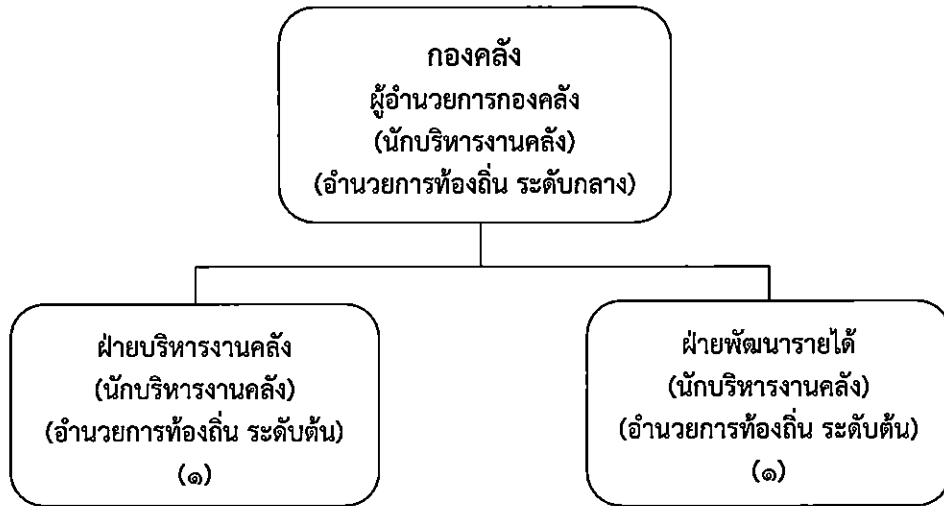 กองคลัง
ผู้อำนวยการกองคลัง
(นักบริหารงานคลัง)
(อำนวยการท้องถิ่น ระดับกลาง)
ฝ่ายบริหารงานคลัง
(นักบริหารงานคลัง)
(อำนวยการท้องถิ่น ระดับต้น)
(๑)
ฝ่ายพัฒนารายได้
(นักบริหารงานคลัง)
(อำนวยการท้องถิ่น ระดับต้น)
(๑)